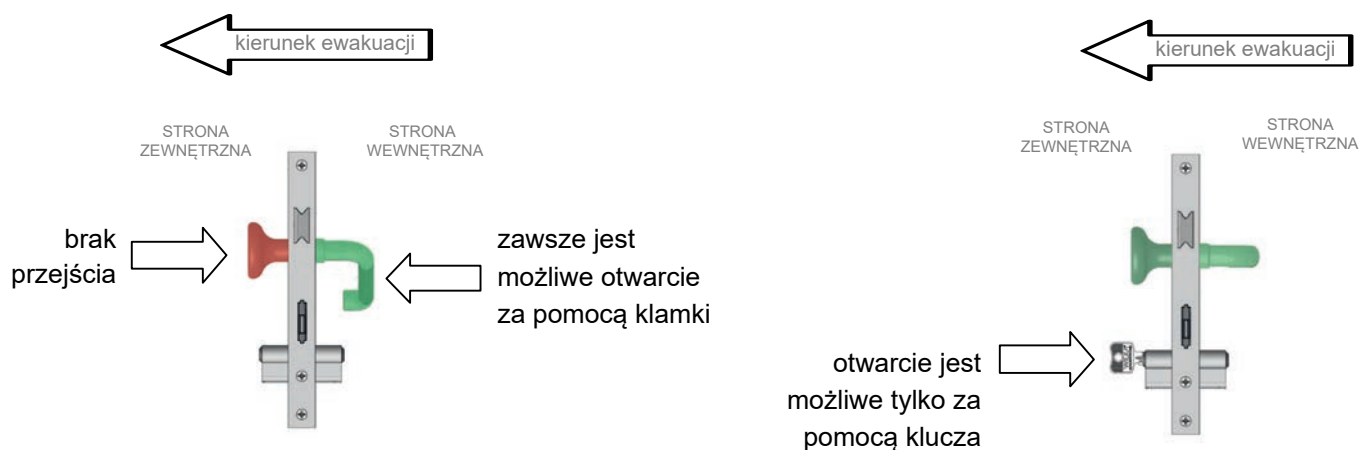 kierunek ewakuacji
STRONA
ZEWNĘTRZNA
STRONA
WEWNĘTRZNA
brak
przejścia
zawsze jest
możliwe otwarcie
za pomocą klamki
kierunek ewakuacji
STRONA
ZEWNĘTRZNA
STRONA
WEWNĘTRZNA
otwarcie jest
możliwe tylko za
pomocą klucza